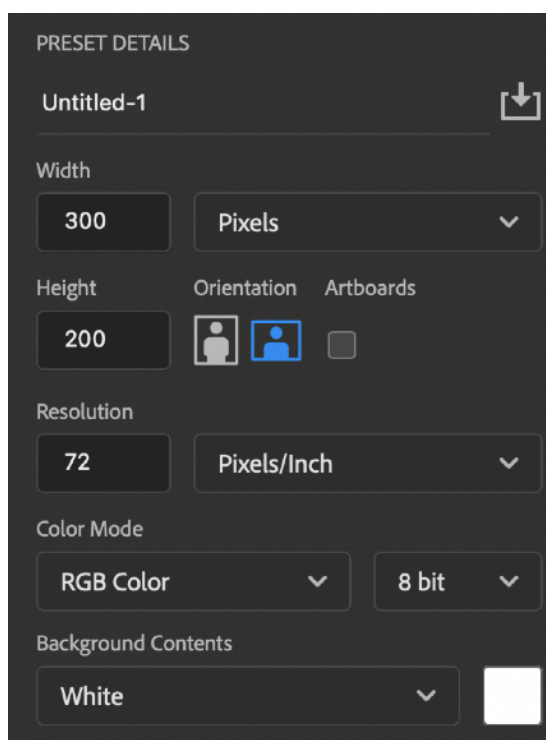 PRESET DETAILS
Untitled-1
Width
300 Pixels
Height Orientation Artboards
200
Resolution
72 Pixels/Inch
Color Mode
RGB Color 8 bit
Background Contents
White